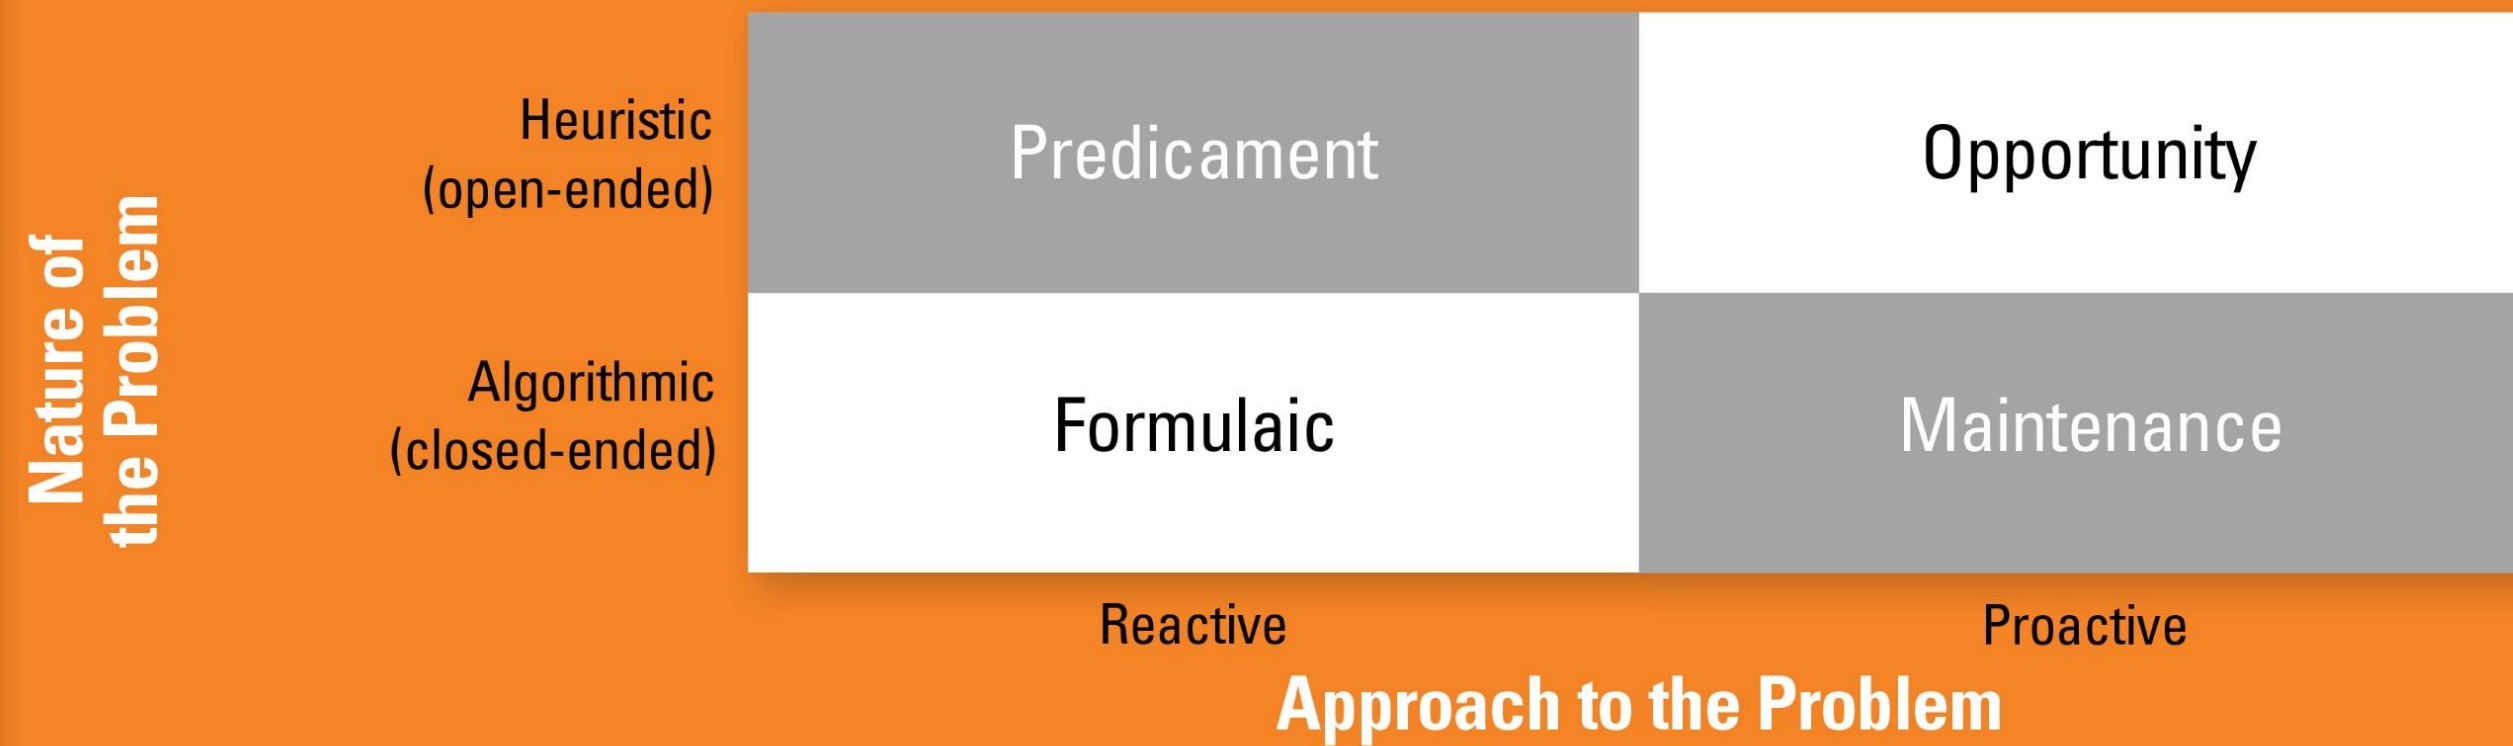 Nature of
the Problem
Heuristic
(open-ended)
Predicament
Opportunity
Algorithmic
(closed-ended)
Formulaic
Maintenance
Reactive
Proactive
Approach to the Problem